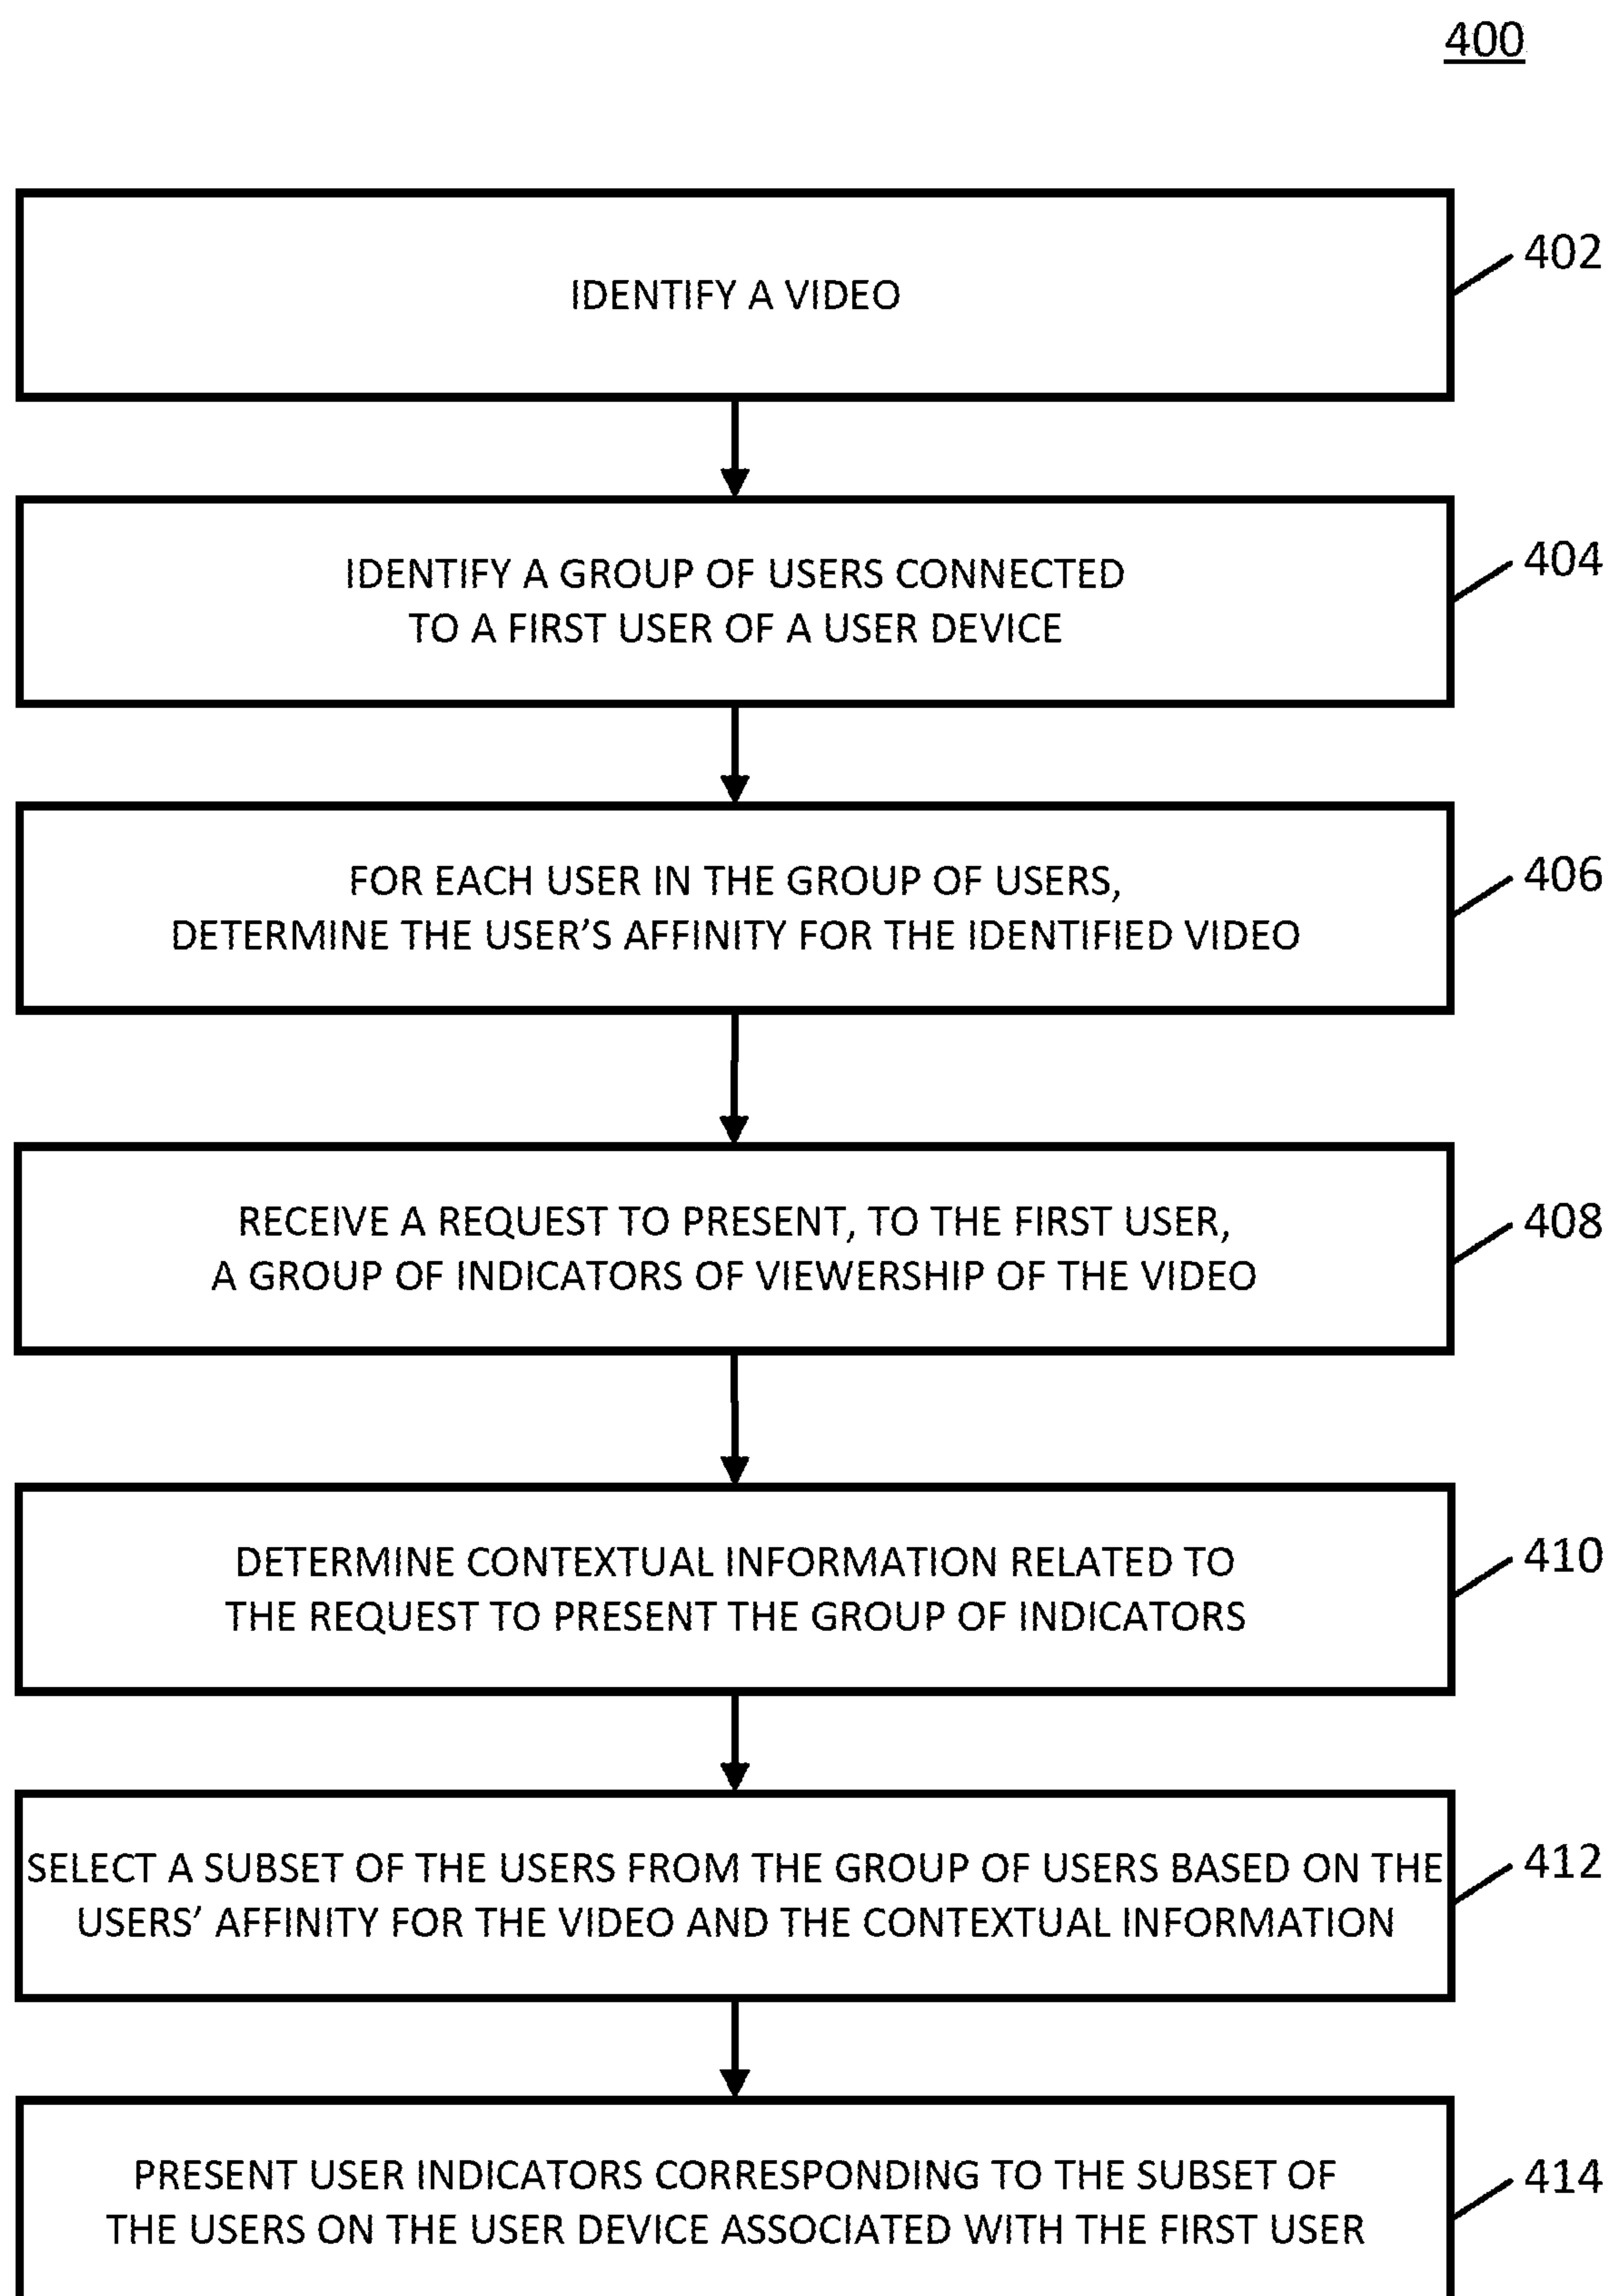 400
IDENTIFY A VIDEO
402
IDENTIFY A GROUP OF USERS CONNECTED
TO A FIRST USER OF A USER DEVICE
404
FOR EACH USER IN THE GROUP OF USERS,
DETERMINE THE USER’S AFFINITY FOR THE IDENTIFIED VIDEO
406
RECEIVE A REQUEST TO PRESENT, TO THE FIRST USER,
A GROUP OF INDICATORS OF VIEWERSHIP OF THE VIDEO
408
DETERMINE CONTEXTUAL INFORMATION RELATED TO
THE REQUEST TO PRESENT THE GROUP OF INDICATORS
410
SELECT A SUBSET OF THE USERS FROM THE GROUP OF USERS BASED ON THE
USERS’ AFFINITY FOR THE VIDEO AND THE CONTEXTUAL INFORMATION
412
PRESENT USER INDICATORS CORRESPONDING TO THE SUBSET OF
THE USERS ON THE USER DEVICE ASSOCIATED WITH THE FIRST USER
414